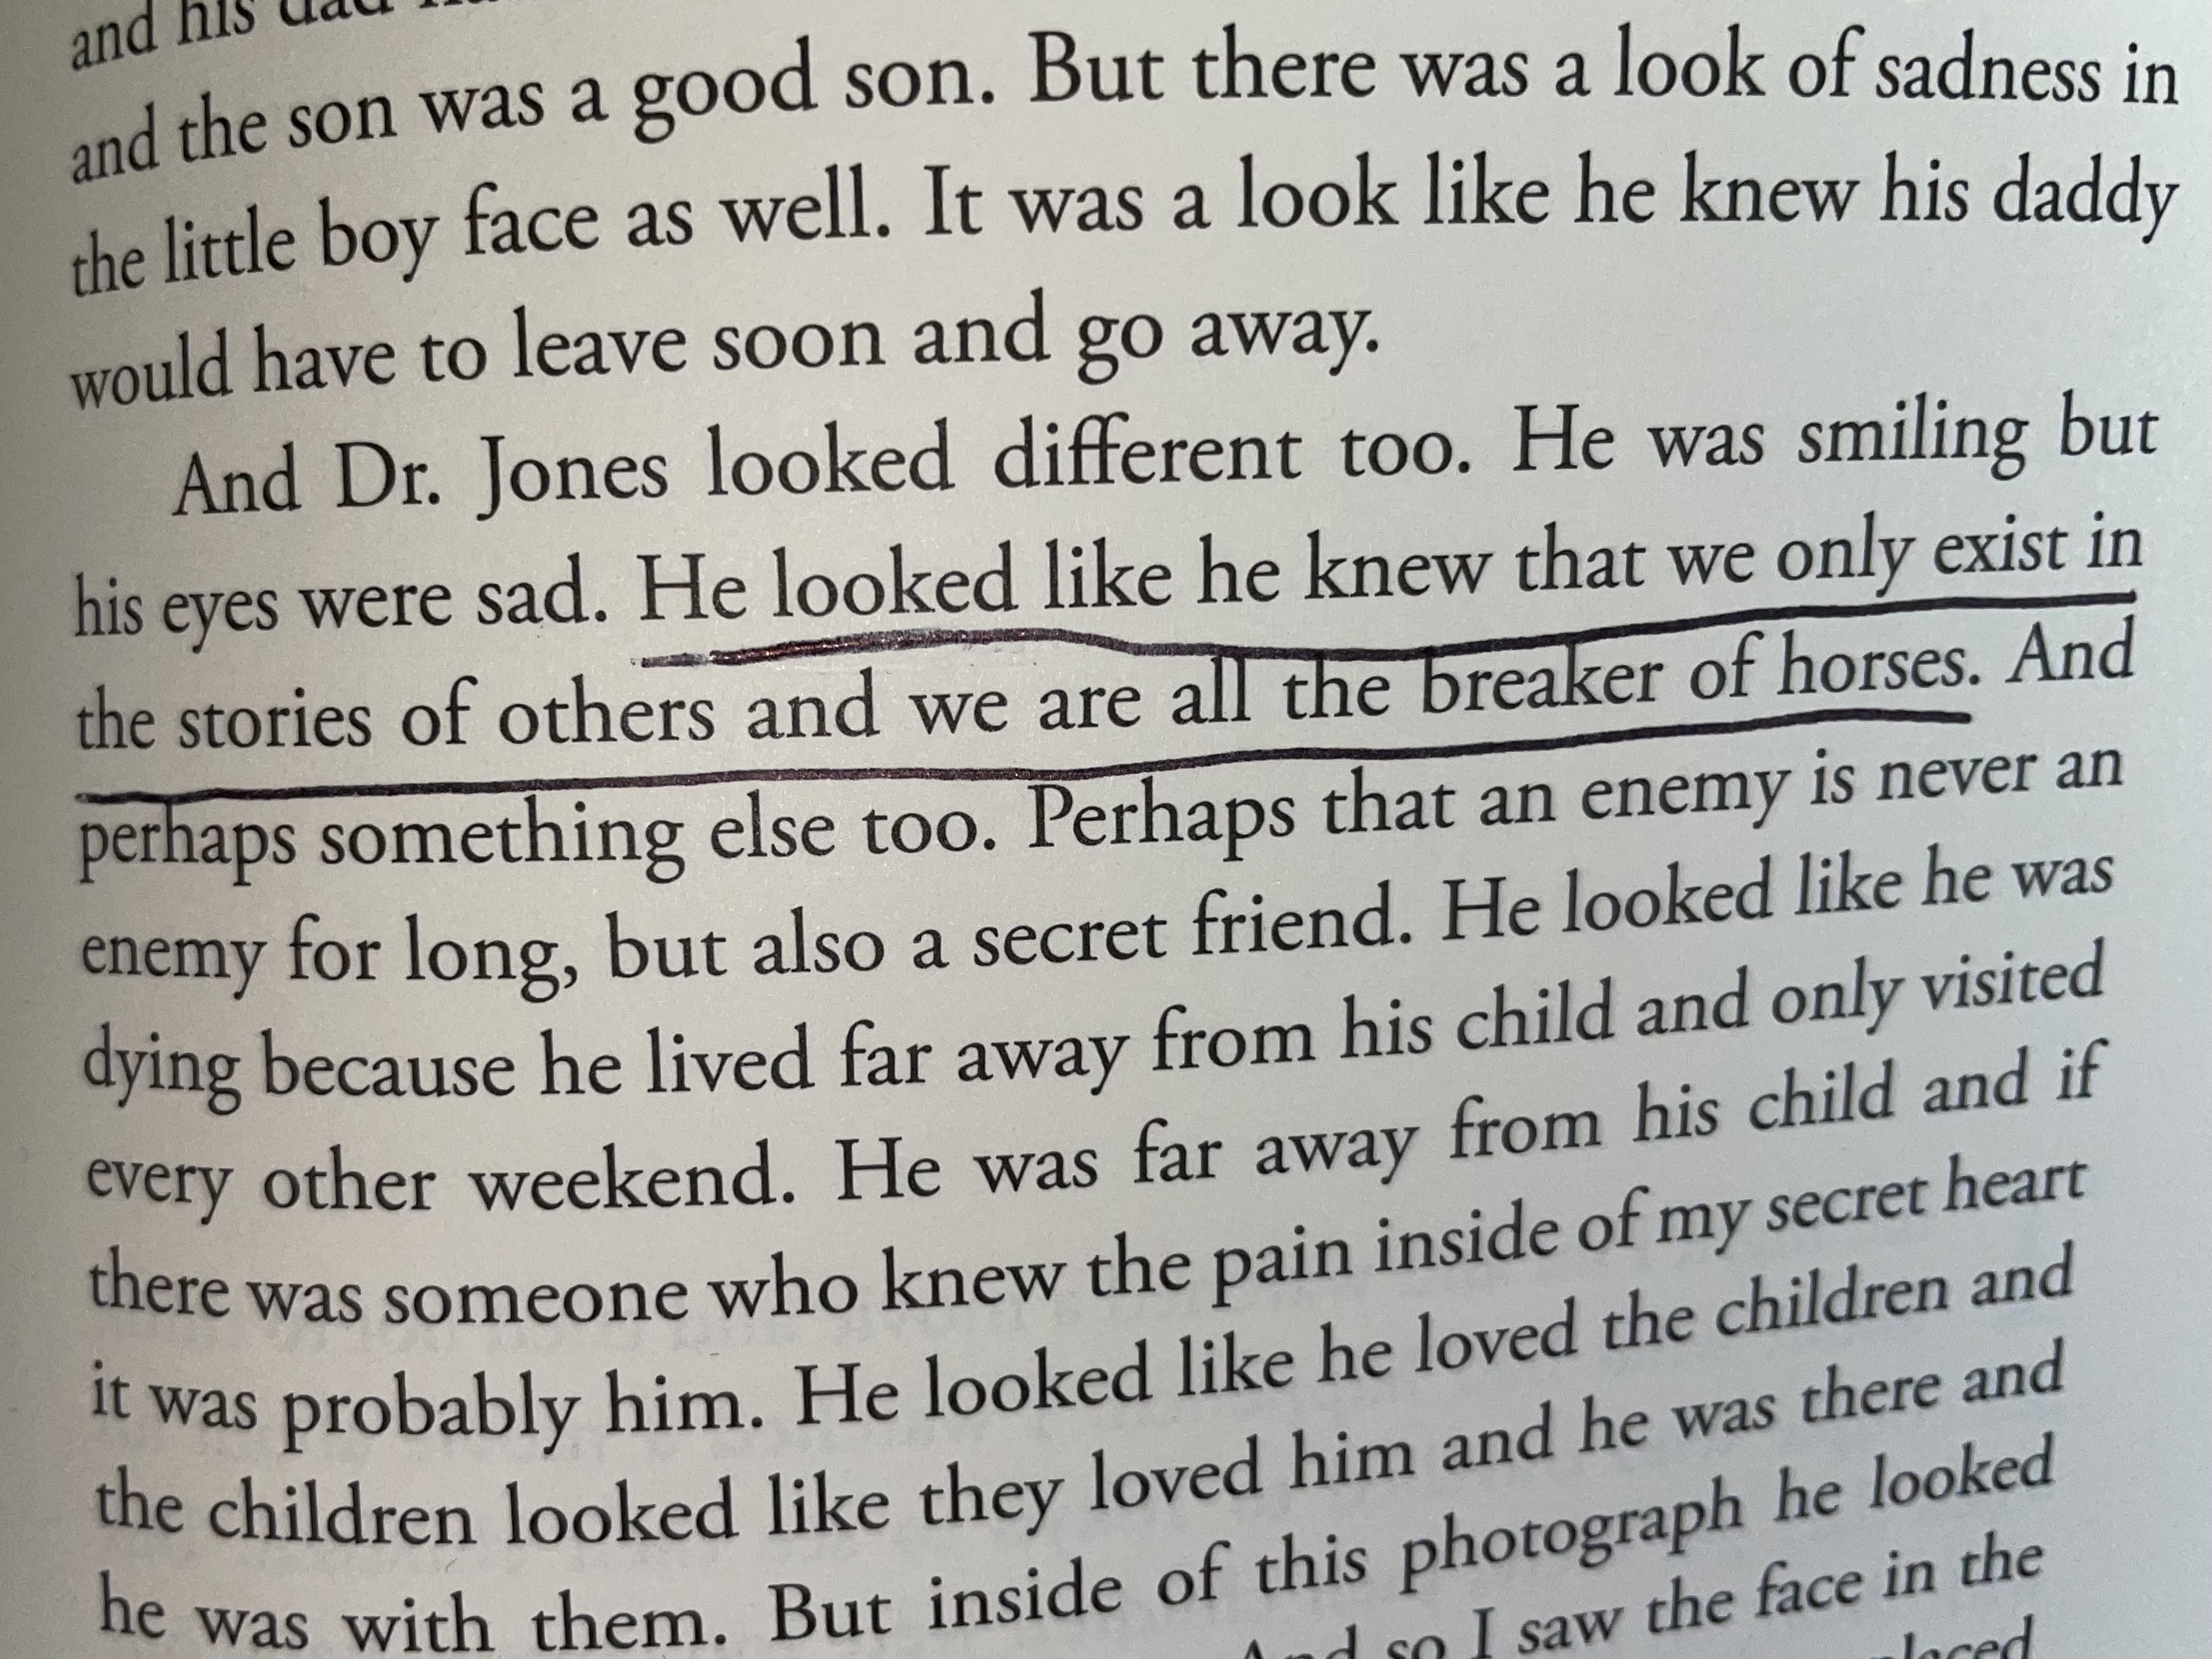 and his dad
and the son was a good son. But there was a look of sadness in
the little boy face as well. It was a look like he knew his daddy
would have to leave soon and go away.
And Dr. Jones looked different too. He was smiling but
his eyes were sad. He looked like he knew that we only exist in
the stories of others and we are all the breaker of horses. And
perhaps something else too. Perhaps that an enemy is never an
enemy for long, but also a secret friend. He looked like he was
dying because he lived far away from his child and only visited
every other weekend. He was far away from his child and if
there was someone who knew the pain inside of my secret heart
it was probably him. He looked like he loved the children and
the children looked like they loved him and he was there and
he was with them. But inside of this photograph he looked
And so I saw the face in the
placed